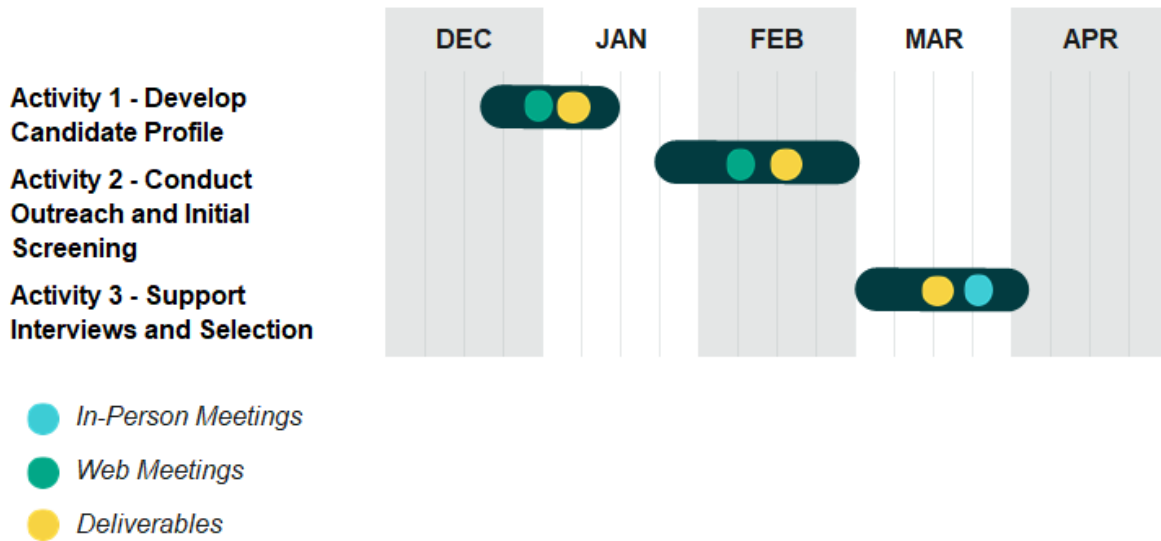 DEC JAN FEB MAR APR
Activity 1 - Develop
Candidate Profile
Activity 2 - Conduct
Outreach and Initial
Screening
Activity 3 - Support
Interviews and Selection
In-Person Meetings
Web Meetings
Deliverables